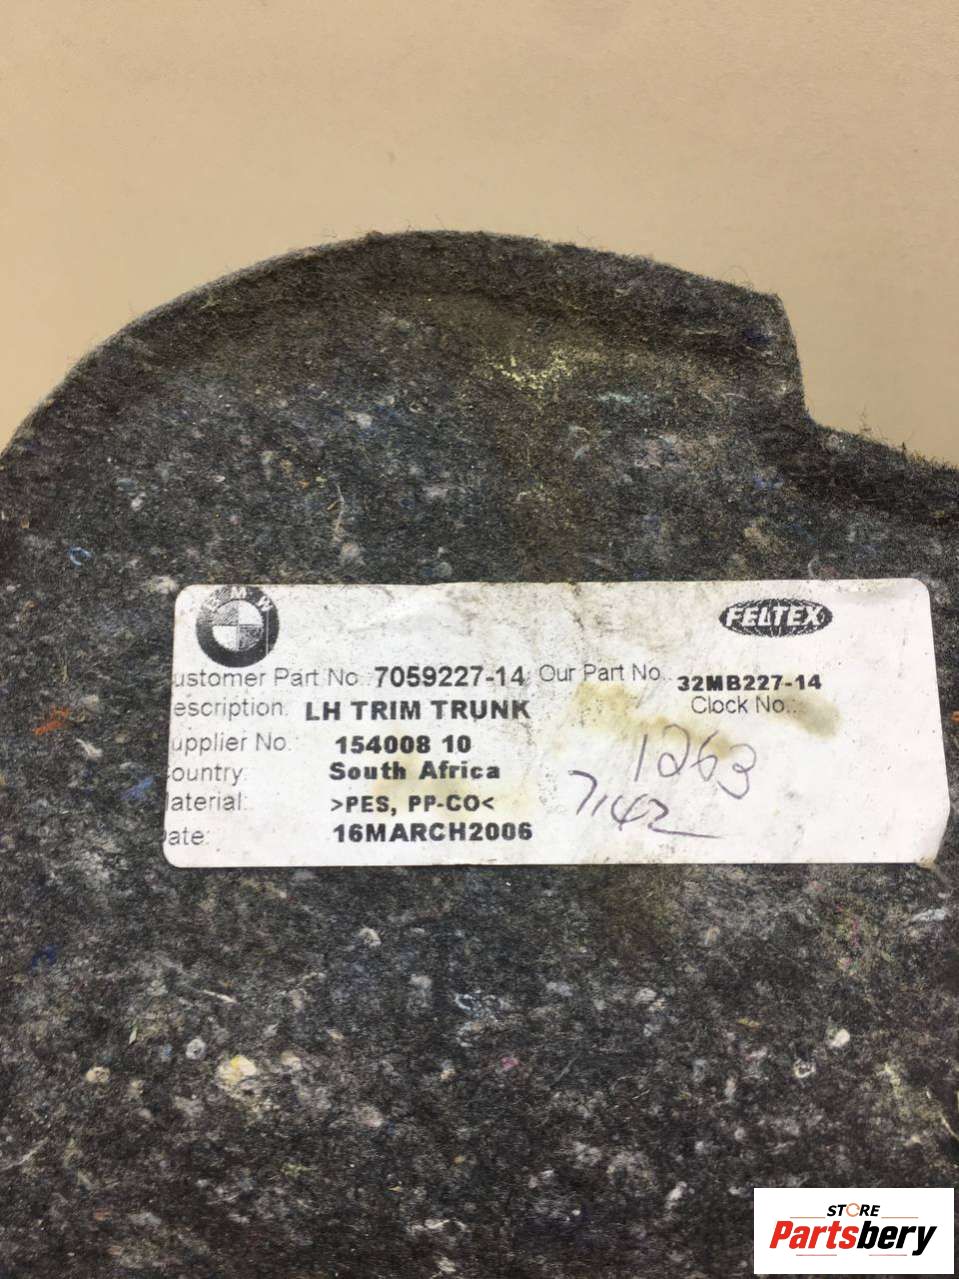 BMW
FELTEX
ustomer Part No.: 7059227-14 Our Part No.: 32MB227-14
escription: LH TRIM TRUNK Clock No.:
upplier No.: 154008 10
ountry: South Africa
1263
aterial: >PES, PP-CO<
7142
ate: 16MARCH2006
STORE
Partsbery